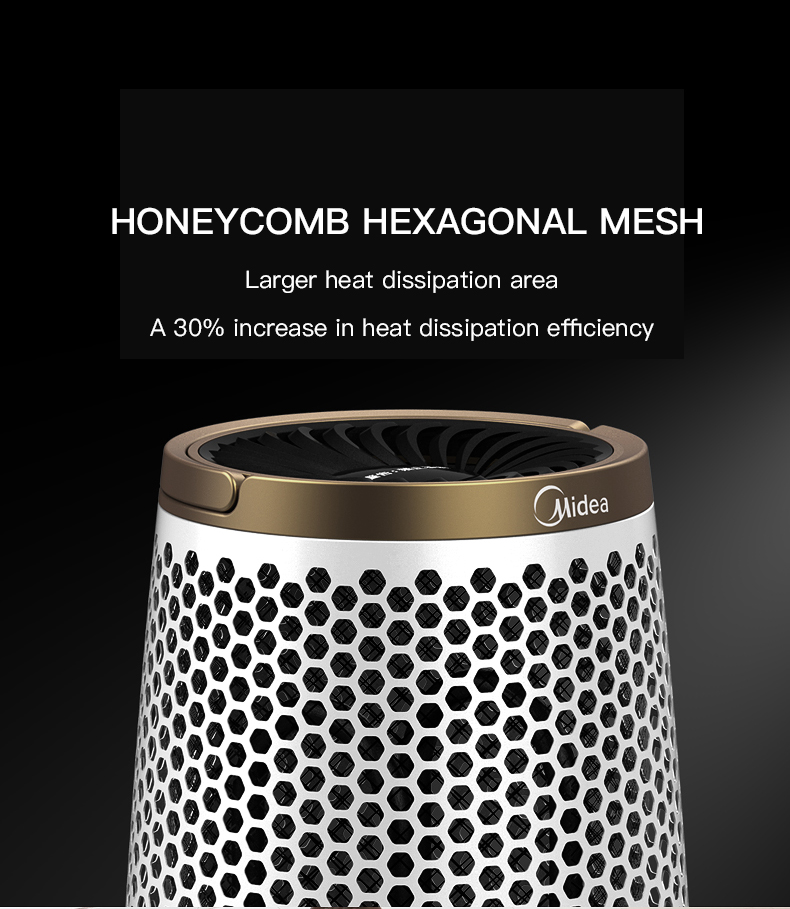 HONEYCOMB HEXAGONAL MESH
Larger heat dissipation area
A 30% increase in heat dissipation efficiency
Midea